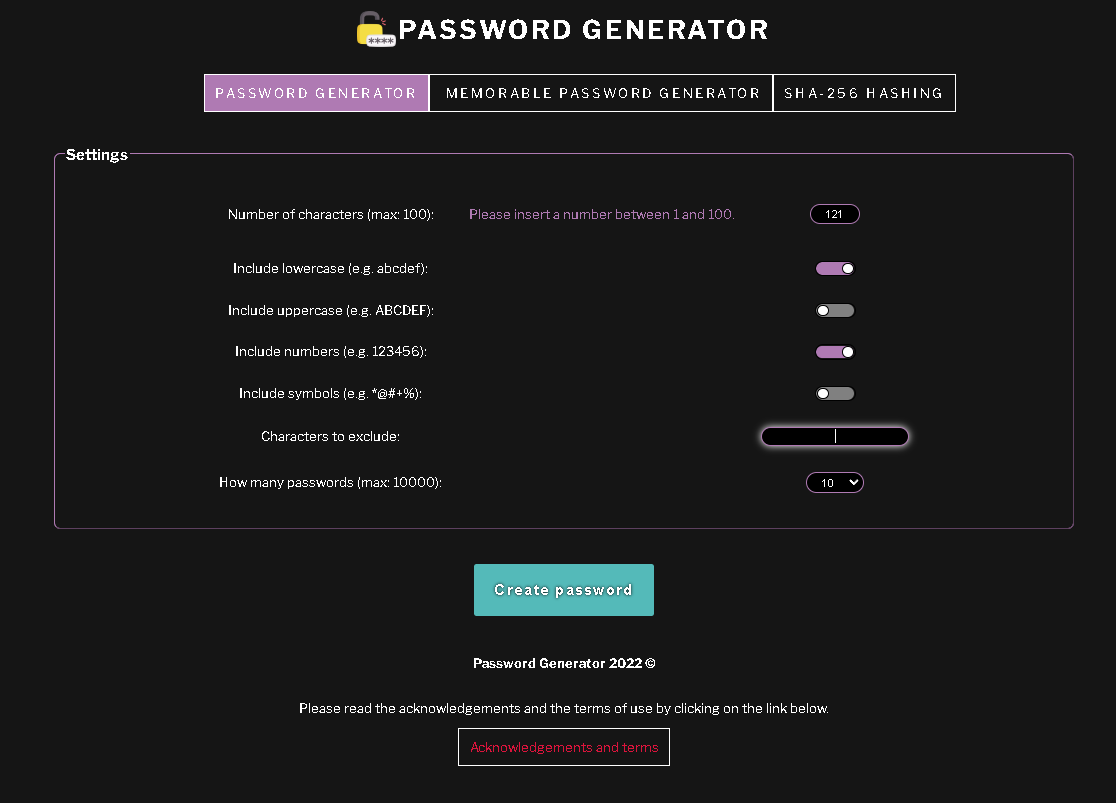 ****
PASSWORD GENERATOR
PASSWORD GENERATOR MEMORABLE PASSWORD GENERATOR SHA-256 HASHING
Settings
Number of characters (max: 100): Please insert a number between 1 and 100. 121
Include lowercase (e.g. abcdef):
Include uppercase (e.g. ABCDEF):
Include numbers (e.g. 123456):
Include symbols (e.g. *@#+%):
Characters to exclude:
How many passwords (max: 10000): 10
Create password
Password Generator 2022 ©
Please read the acknowledgements and the terms of use by clicking on the link below.
Acknowledgements and terms